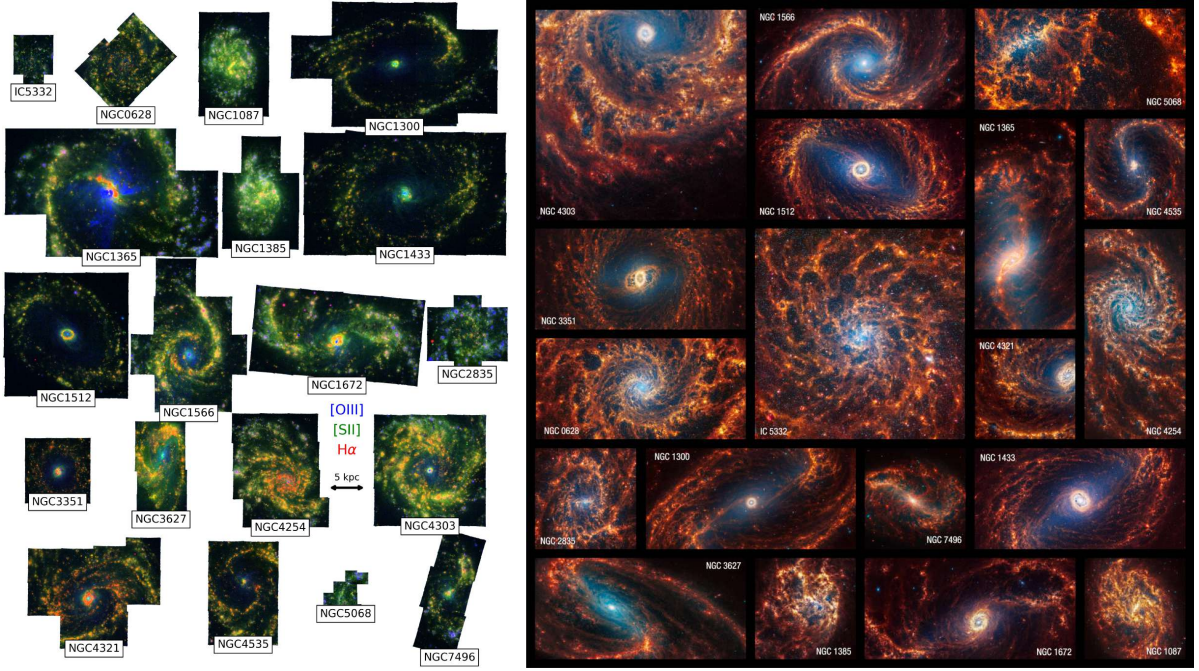 IC5332
NGC0628
NGC1087
NGC1300
NGC1365
NGC1385
NGC1433
NGC1512
NGC1566
NGC1672
NGC2835
[OIII]
[SII]
Hα
5 kpc
NGC3351
NGC3627
NGC4254
NGC4303
NGC4321
NGC4535
NGC5068
NGC7496
NGC 4303
NGC 1566
NGC 5068
NGC 1512
NGC 1365
NGC 4535
NGC 3351
IC 5332
NGC 4321
NGC 4254
NGC 0628
NGC 2835
NGC 1300
NGC 7496
NGC 1433
NGC 3627
NGC 1385
NGC 1672
NGC 1087